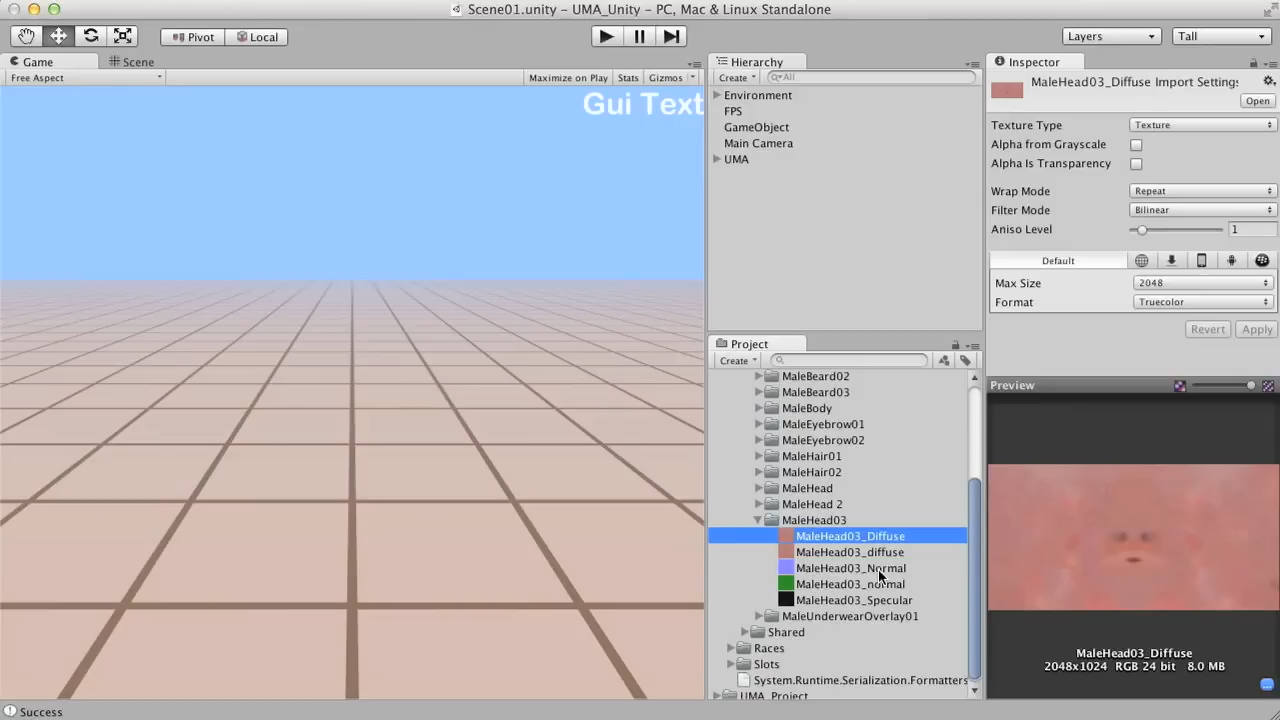 Scene01.unity - UMA_Unity - PC, Mac & Linux Standalone
Pivot
Local
Layers
Tall
Game
Scene
Free Aspect
Maximize on Play
Stats
Gizmos
Gui Text
Hierarchy
Create
All
Environment
FPS
GameObject
Main Camera
UMA
Project
Create
MaleBeard02
MaleBeard03
MaleBody
MaleEyebrow01
MaleEyebrow02
MaleHair01
MaleHair02
MaleHead
MaleHead 2
MaleHead03
MaleHead03_Diffuse
MaleHead03_diffuse
MaleHead03_Normal
MaleHead03_normal
MaleHead03_Specular
MaleUnderwearOverlay01
Shared
Races
Slots
System.Runtime.Serialization.Formatters
UMA_Project
Inspector
MaleHead03_Diffuse Import Settings
Open
Texture Type
Texture
Alpha from Grayscale
Alpha Is Transparency
Wrap Mode
Repeat
Filter Mode
Bilinear
Aniso Level
1
Default
Max Size
2048
Format
Truecolor
Revert
Apply
Preview
MaleHead03_Diffuse
2048x1024 RGB 24 bit 8.0 MB
Success